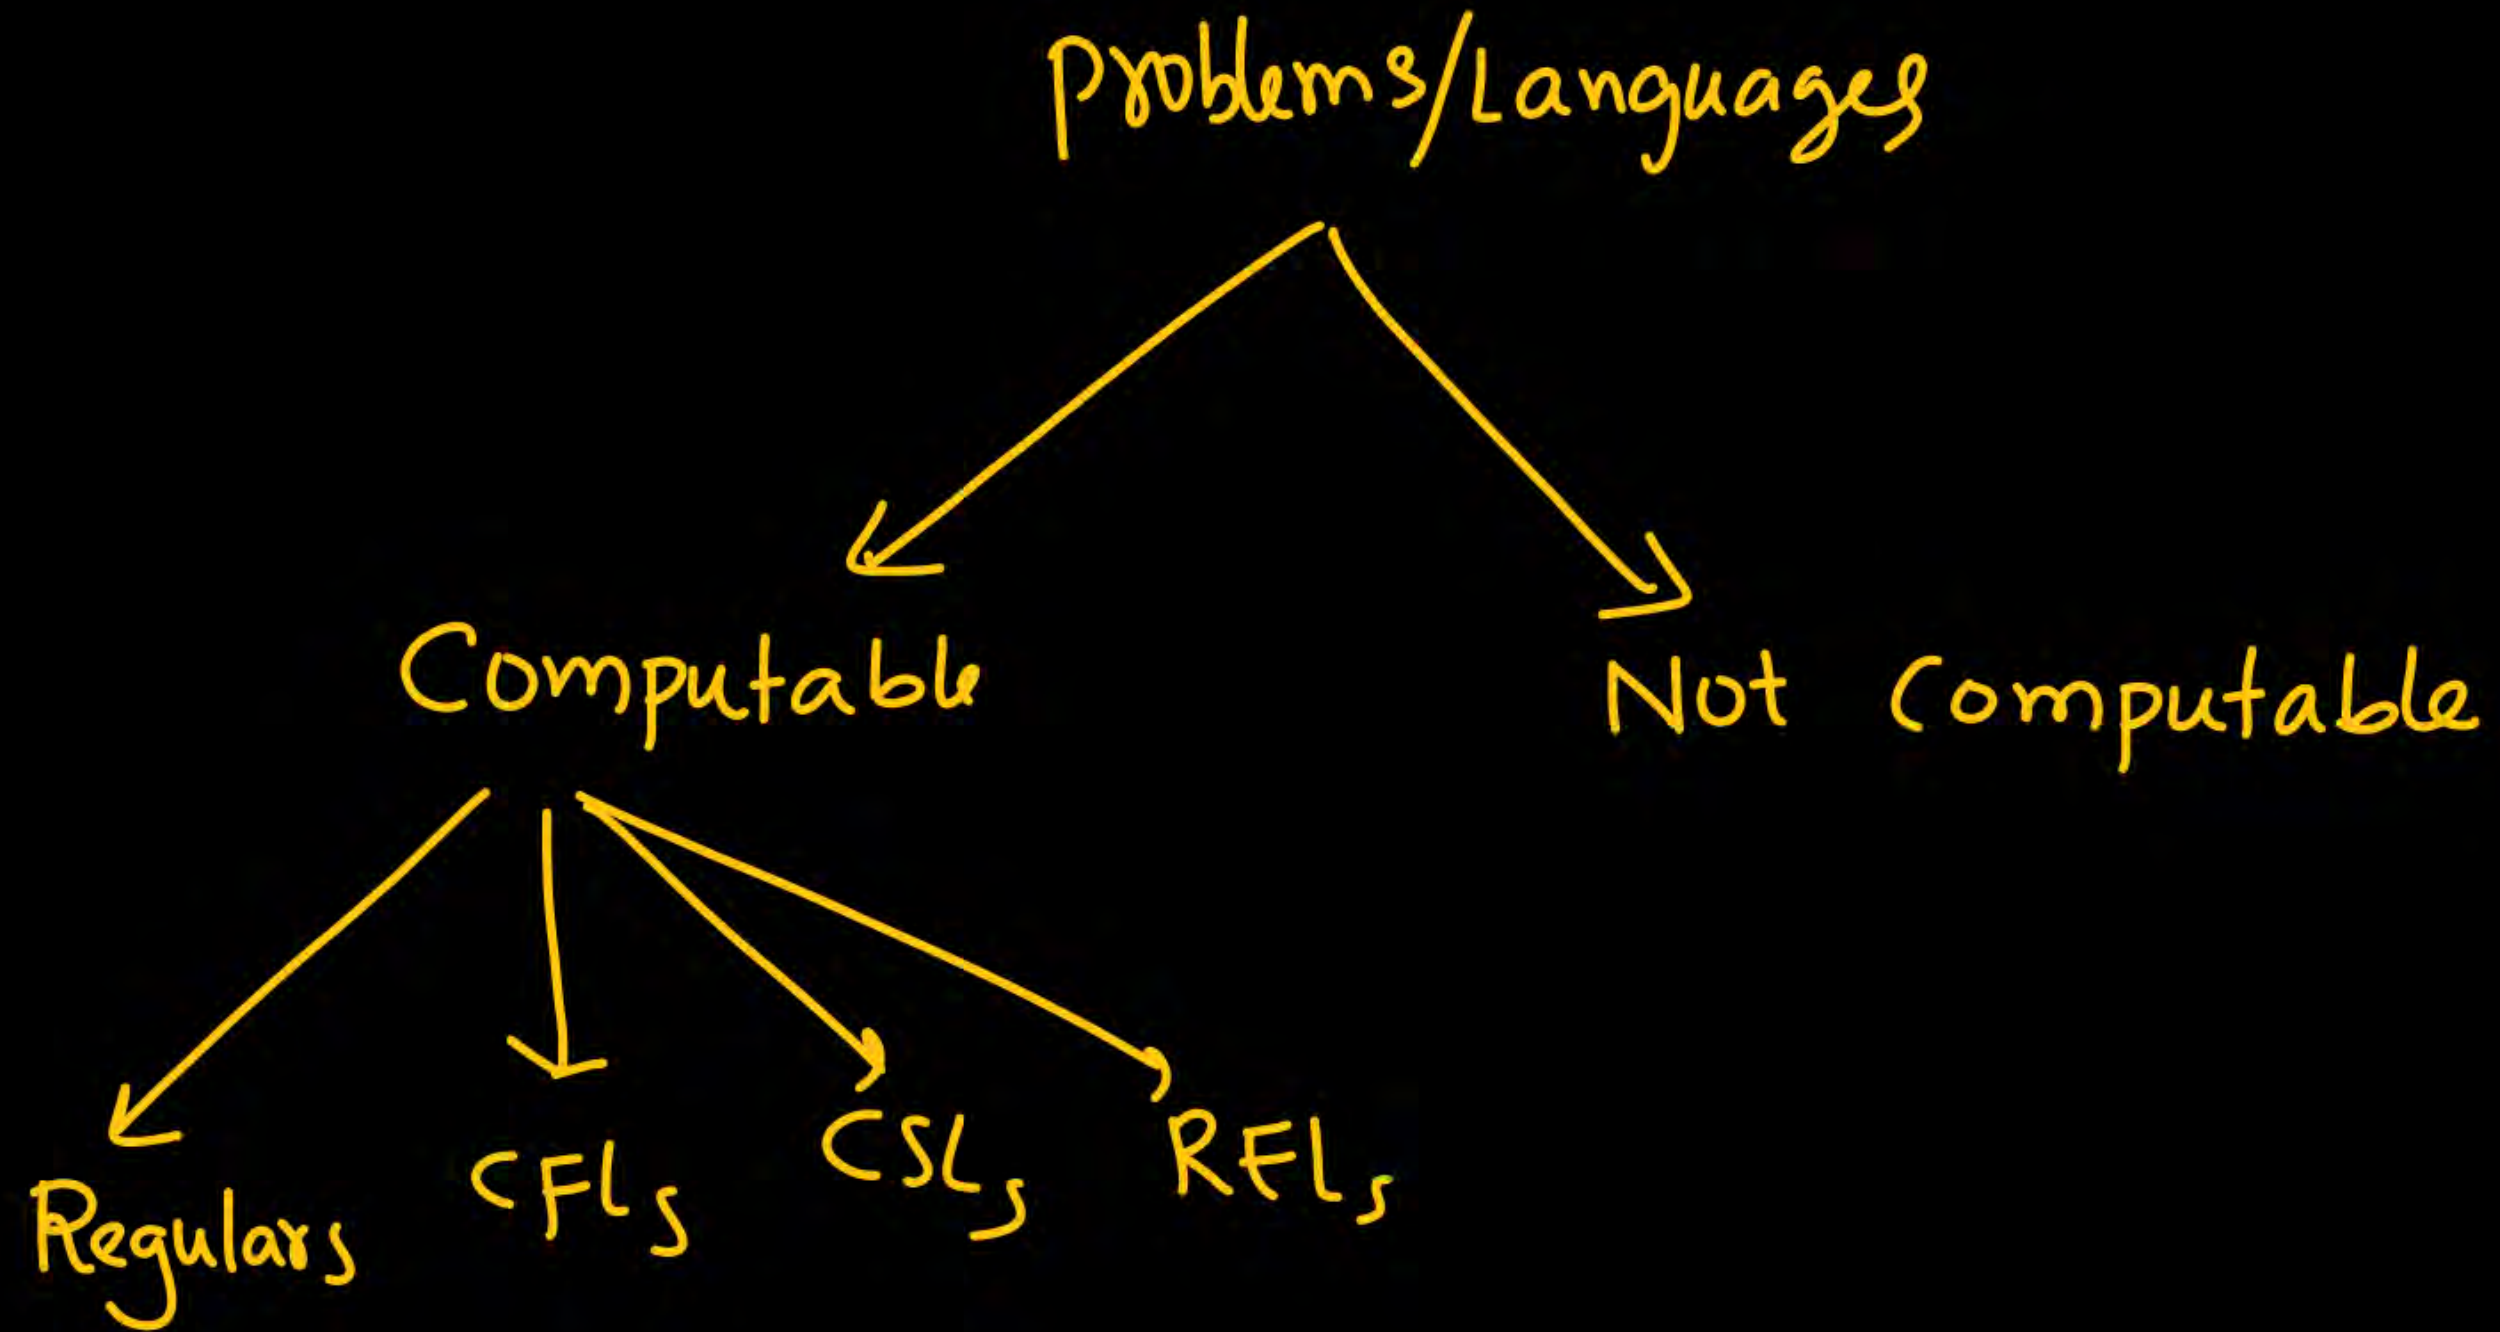 Problems/Languages
Computable
Not Computable
Regulars
CFLs
CSLs
RELs